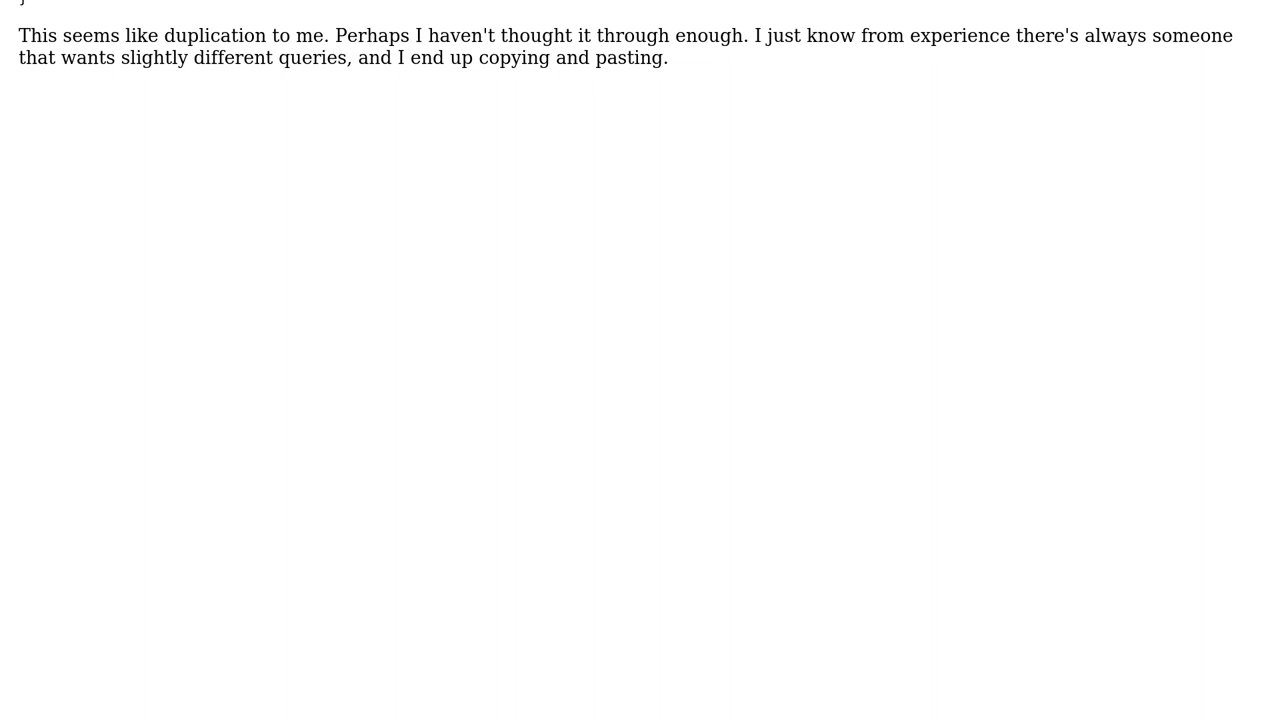 }
This seems like duplication to me. Perhaps I haven't thought it through enough. I just know from experience there's always someone
that wants slightly different queries, and I end up copying and pasting.